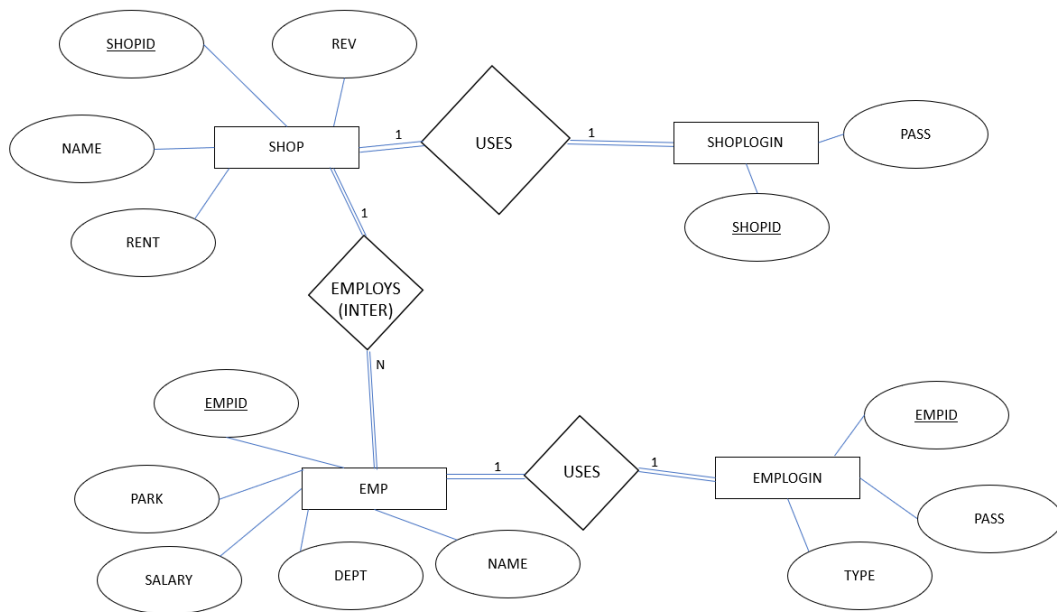 SHOPID
REV
NAME
SHOP
1
USES
1
SHOPLOGIN
PASS
RENT
1
SHOPID
EMPLOYS
(INTER)
N
EMPID
EMPID
PARK
EMP
1
USES
1
EMPLOGIN
PASS
SALARY
DEPT
NAME
TYPE